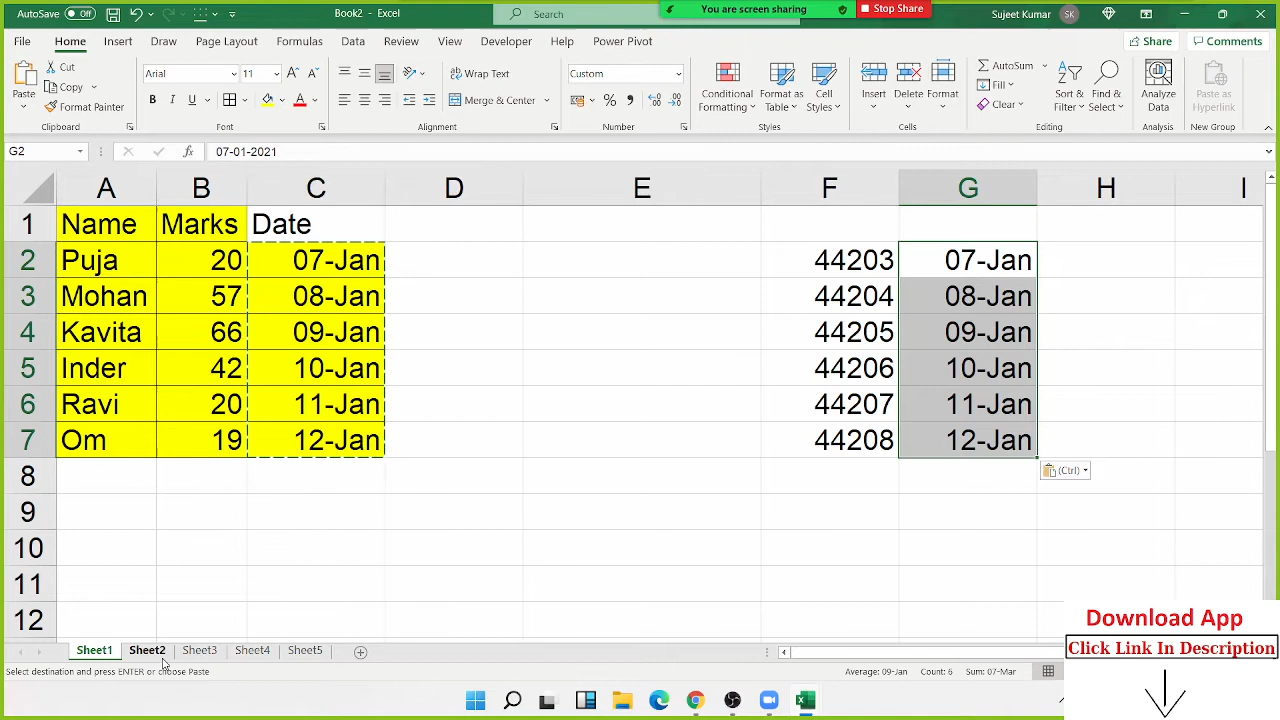 AutoSave Off Book2 - Excel Search You are screen sharing Stop Share Sujeet Kumar SK
File Home Insert Draw Page Layout Formulas Data Review View Developer Help Power Pivot Share Comments
Paste Cut Copy Format Painter Clipboard
Arial 11 B I U Font
Wrap Text Merge & Center Alignment
Custom Number
Conditional Formatting Format as Table Cell Styles Styles
Insert Delete Format Cells
AutoSum Fill Clear Sort & Filter Find & Select Editing
Analyze Data Analysis
Paste as Hyperlink New Group
G2 fx 07-01-2021
A B C D E F G H I
1 Name Marks Date
2 Puja 20 07-Jan 44203 07-Jan
3 Mohan 57 08-Jan 44204 08-Jan
4 Kavita 66 09-Jan 44205 09-Jan
5 Inder 42 10-Jan 44206 10-Jan
6 Ravi 20 11-Jan 44207 11-Jan
7 Om 19 12-Jan 44208 12-Jan
(Ctrl)
8
9
10
11
12
Download App
Click Link In Description
Sheet1 Sheet2 Sheet3 Sheet4 Sheet5
Select destination and press ENTER or choose Paste Average: 09-Jan Count: 6 Sum: 07-Mar